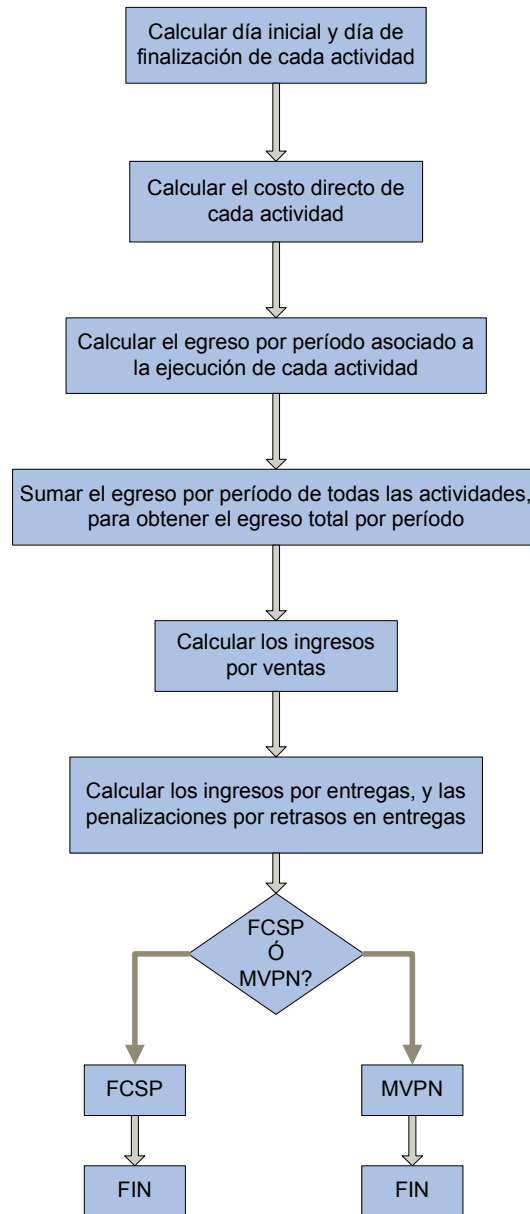 Calcular día inicial y día de
finalización de cada actividad
Calcular el costo directo de
cada actividad
Calcular el egreso por período asociado a
la ejecución de cada actividad
Sumar el egreso por período de todas las actividades,
para obtener el egreso total por período
Calcular los ingresos
por ventas
Calcular los ingresos por entregas, y las
penalizaciones por retrasos en entregas
FCSP
Ó
MVPN?
FCSP
MVPN
FIN
FIN